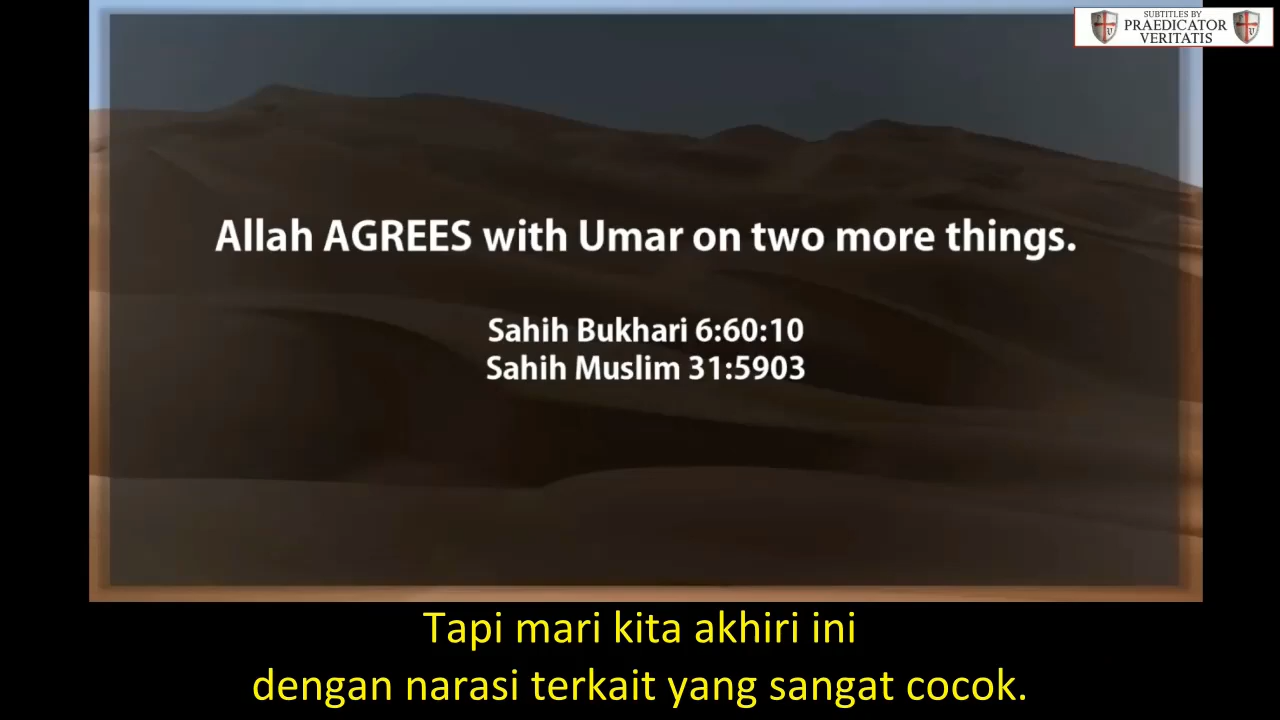 SUBTITLES BY
PRAEDICATOR
VERITATIS
Allah AGREES with Umar on two more things.
Sahih Bukhari 6:60:10
Sahih Muslim 31:5903
Tapi mari kita akhiri ini
dengan narasi terkait yang sangat cocok.